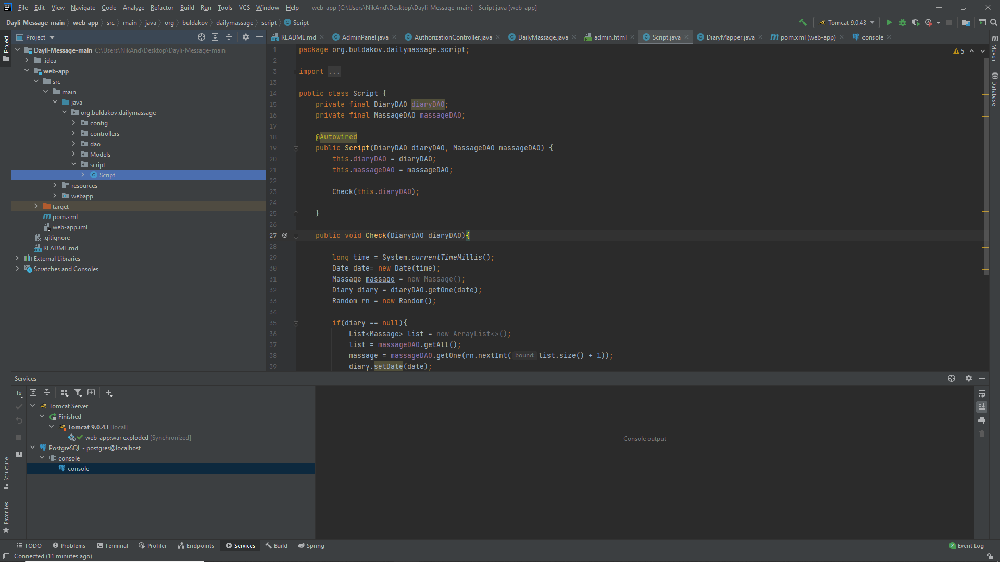 File Edit View Navigate Code Analyze Refactor Build Run Tools VCS Window Help web-app [C:\Users\NikAnd\Desktop\Dayli-Message-main] - Script.java [web-app]
Dayli-Message-main web-app src main java org buldakov dailymassage script Script
Tomcat 9.0.43
Project
README.md AdminPanel.java AuthorizationController.java DailyMassage.java admin.html Script.java DiaryMapper.java pom.xml (web-app) console
Project
Structure
Favorites
Maven
Database
Dayli-Message-main C:\Users\NikAnd\Desktop\Dayli-Message-main
.idea
web-app
src
main
java
org.buldakov.dailymassage
config
controllers
dao
Models
script
Script
resources
webapp
target
pom.xml
web-app.iml
.gitignore
README.md
External Libraries
Scratches and Consoles
5
1 package org.buldakov.dailymassage.script;
2
3 import ...
13
14 public class Script {
15 private final DiaryDAO diaryDAO;
16 private final MassageDAO massageDAO;
17
18 @Autowired
19 public Script(DiaryDAO diaryDAO, MassageDAO massageDAO) {
20 this.diaryDAO = diaryDAO;
21 this.massageDAO = massageDAO;
22
23 Check(this.diaryDAO);
24
25 }
26
27 @ public void Check(DiaryDAO diaryDAO){
28
29 long time = System.currentTimeMillis();
30 Date date= new Date(time);
31 Massage massage = new Massage();
32 Diary diary = diaryDAO.getOne(date);
33 Random rn = new Random();
34
35 if(diary == null){
36 List<Massage> list = new ArrayList<>();
37 list = massageDAO.getAll();
38 massage = massageDAO.getOne(rn.nextInt( bound: list.size() + 1));
39 diary.setDate(date);
Services
Tx
Tomcat Server
Finished
Tomcat 9.0.43 [local]
web-app:war exploded [Synchronized]
PostgreSQL - postgres@localhost
console
console
Console output
TODO Problems Terminal Profiler Endpoints Services Build Spring 2 Event Log
Connected (11 minutes ago)